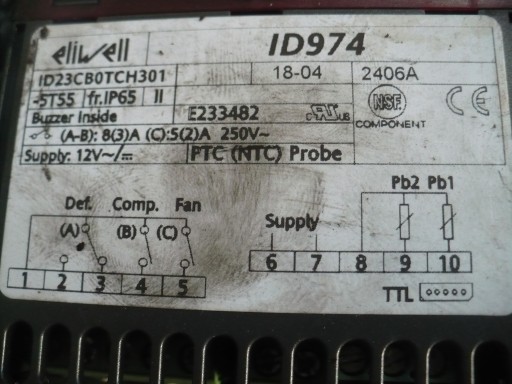 eliwell ID974
ID23CB0TCH301 18-04 2406A
-5T55 fr.IP65 II
Buzzer Inside E233482 NSF CE
COMPONENT
(A-B): 8(3)A (C):5(2)A 250V~
Supply: 12V~/⎓ PTC (NTC) Probe
Pb2 Pb1
Def. Comp. Fan
(A) (B) (C) Supply
1 2 3 4 5 6 7 8 9 10
TTL